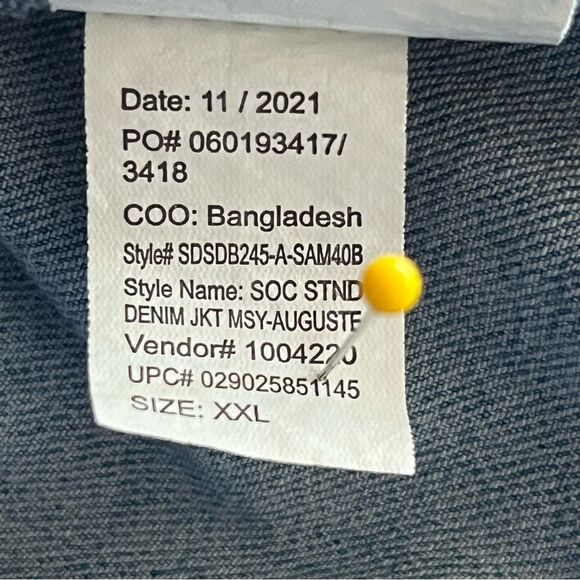 Date: 11 / 2021
PO# 060193417/
3418
COO: Bangladesh
Style# SDSDB245-A-SAM40B
Style Name: SOC STND
DENIM JKT MSY-AUGUSTE
Vendor# 1004220
UPC# 029025851145
SIZE: XXL